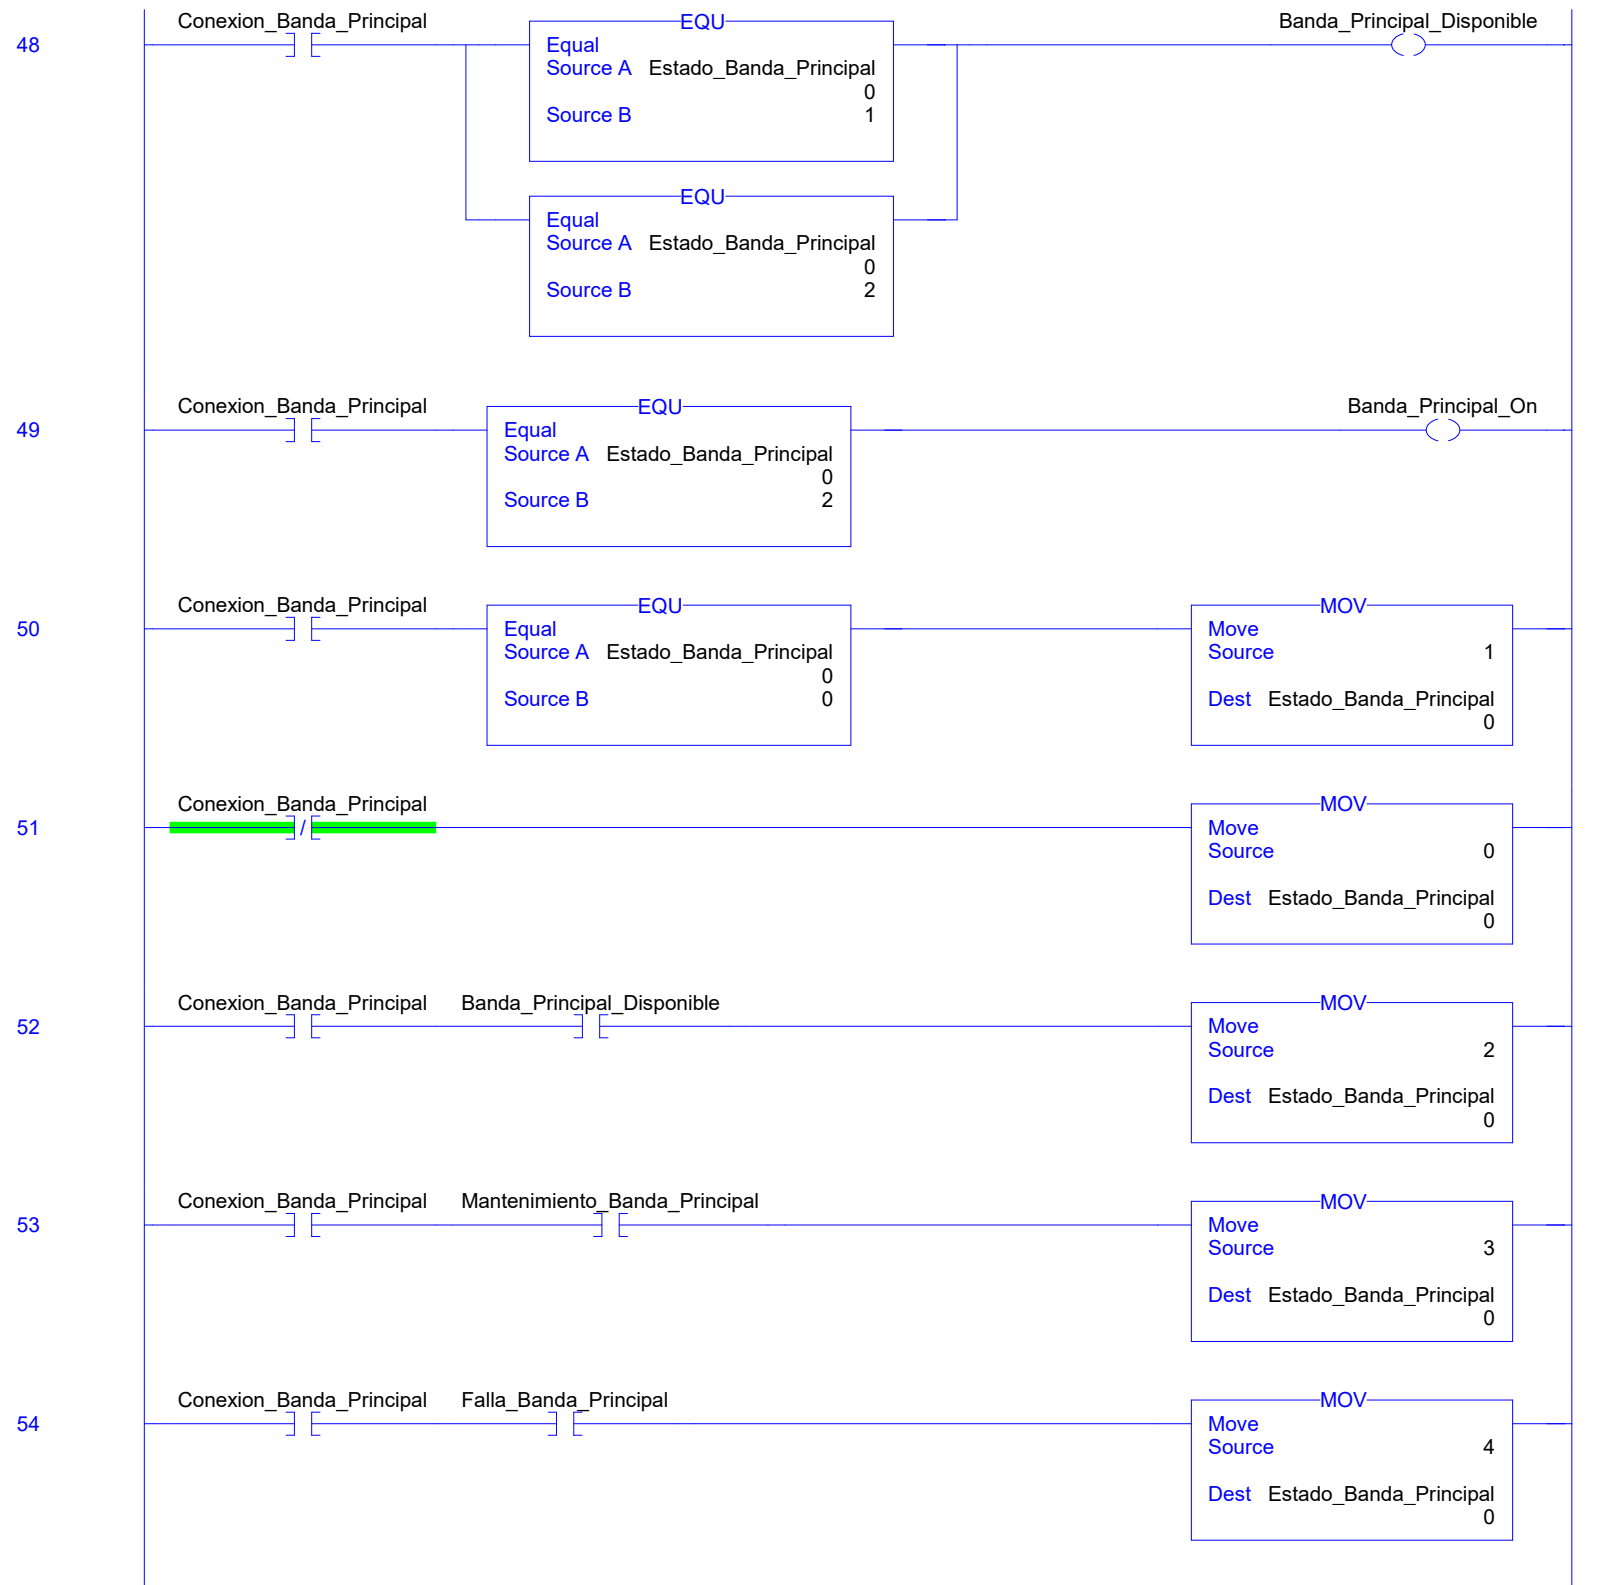 48
Conexion_Banda_Principal
EQU
Equal
Source A Estado_Banda_Principal
0
Source B 1
Banda_Principal_Disponible
EQU
Equal
Source A Estado_Banda_Principal
0
Source B 2
49
Conexion_Banda_Principal
EQU
Equal
Source A Estado_Banda_Principal
0
Source B 2
Banda_Principal_On
50
Conexion_Banda_Principal
EQU
Equal
Source A Estado_Banda_Principal
0
Source B 0
MOV
Move
Source 1
Dest Estado_Banda_Principal
0
51
Conexion_Banda_Principal
/
MOV
Move
Source 0
Dest Estado_Banda_Principal
0
52
Conexion_Banda_Principal Banda_Principal_Disponible
MOV
Move
Source 2
Dest Estado_Banda_Principal
0
53
Conexion_Banda_Principal Mantenimiento_Banda_Principal
MOV
Move
Source 3
Dest Estado_Banda_Principal
0
54
Conexion_Banda_Principal Falla_Banda_Principal
MOV
Move
Source 4
Dest Estado_Banda_Principal
0